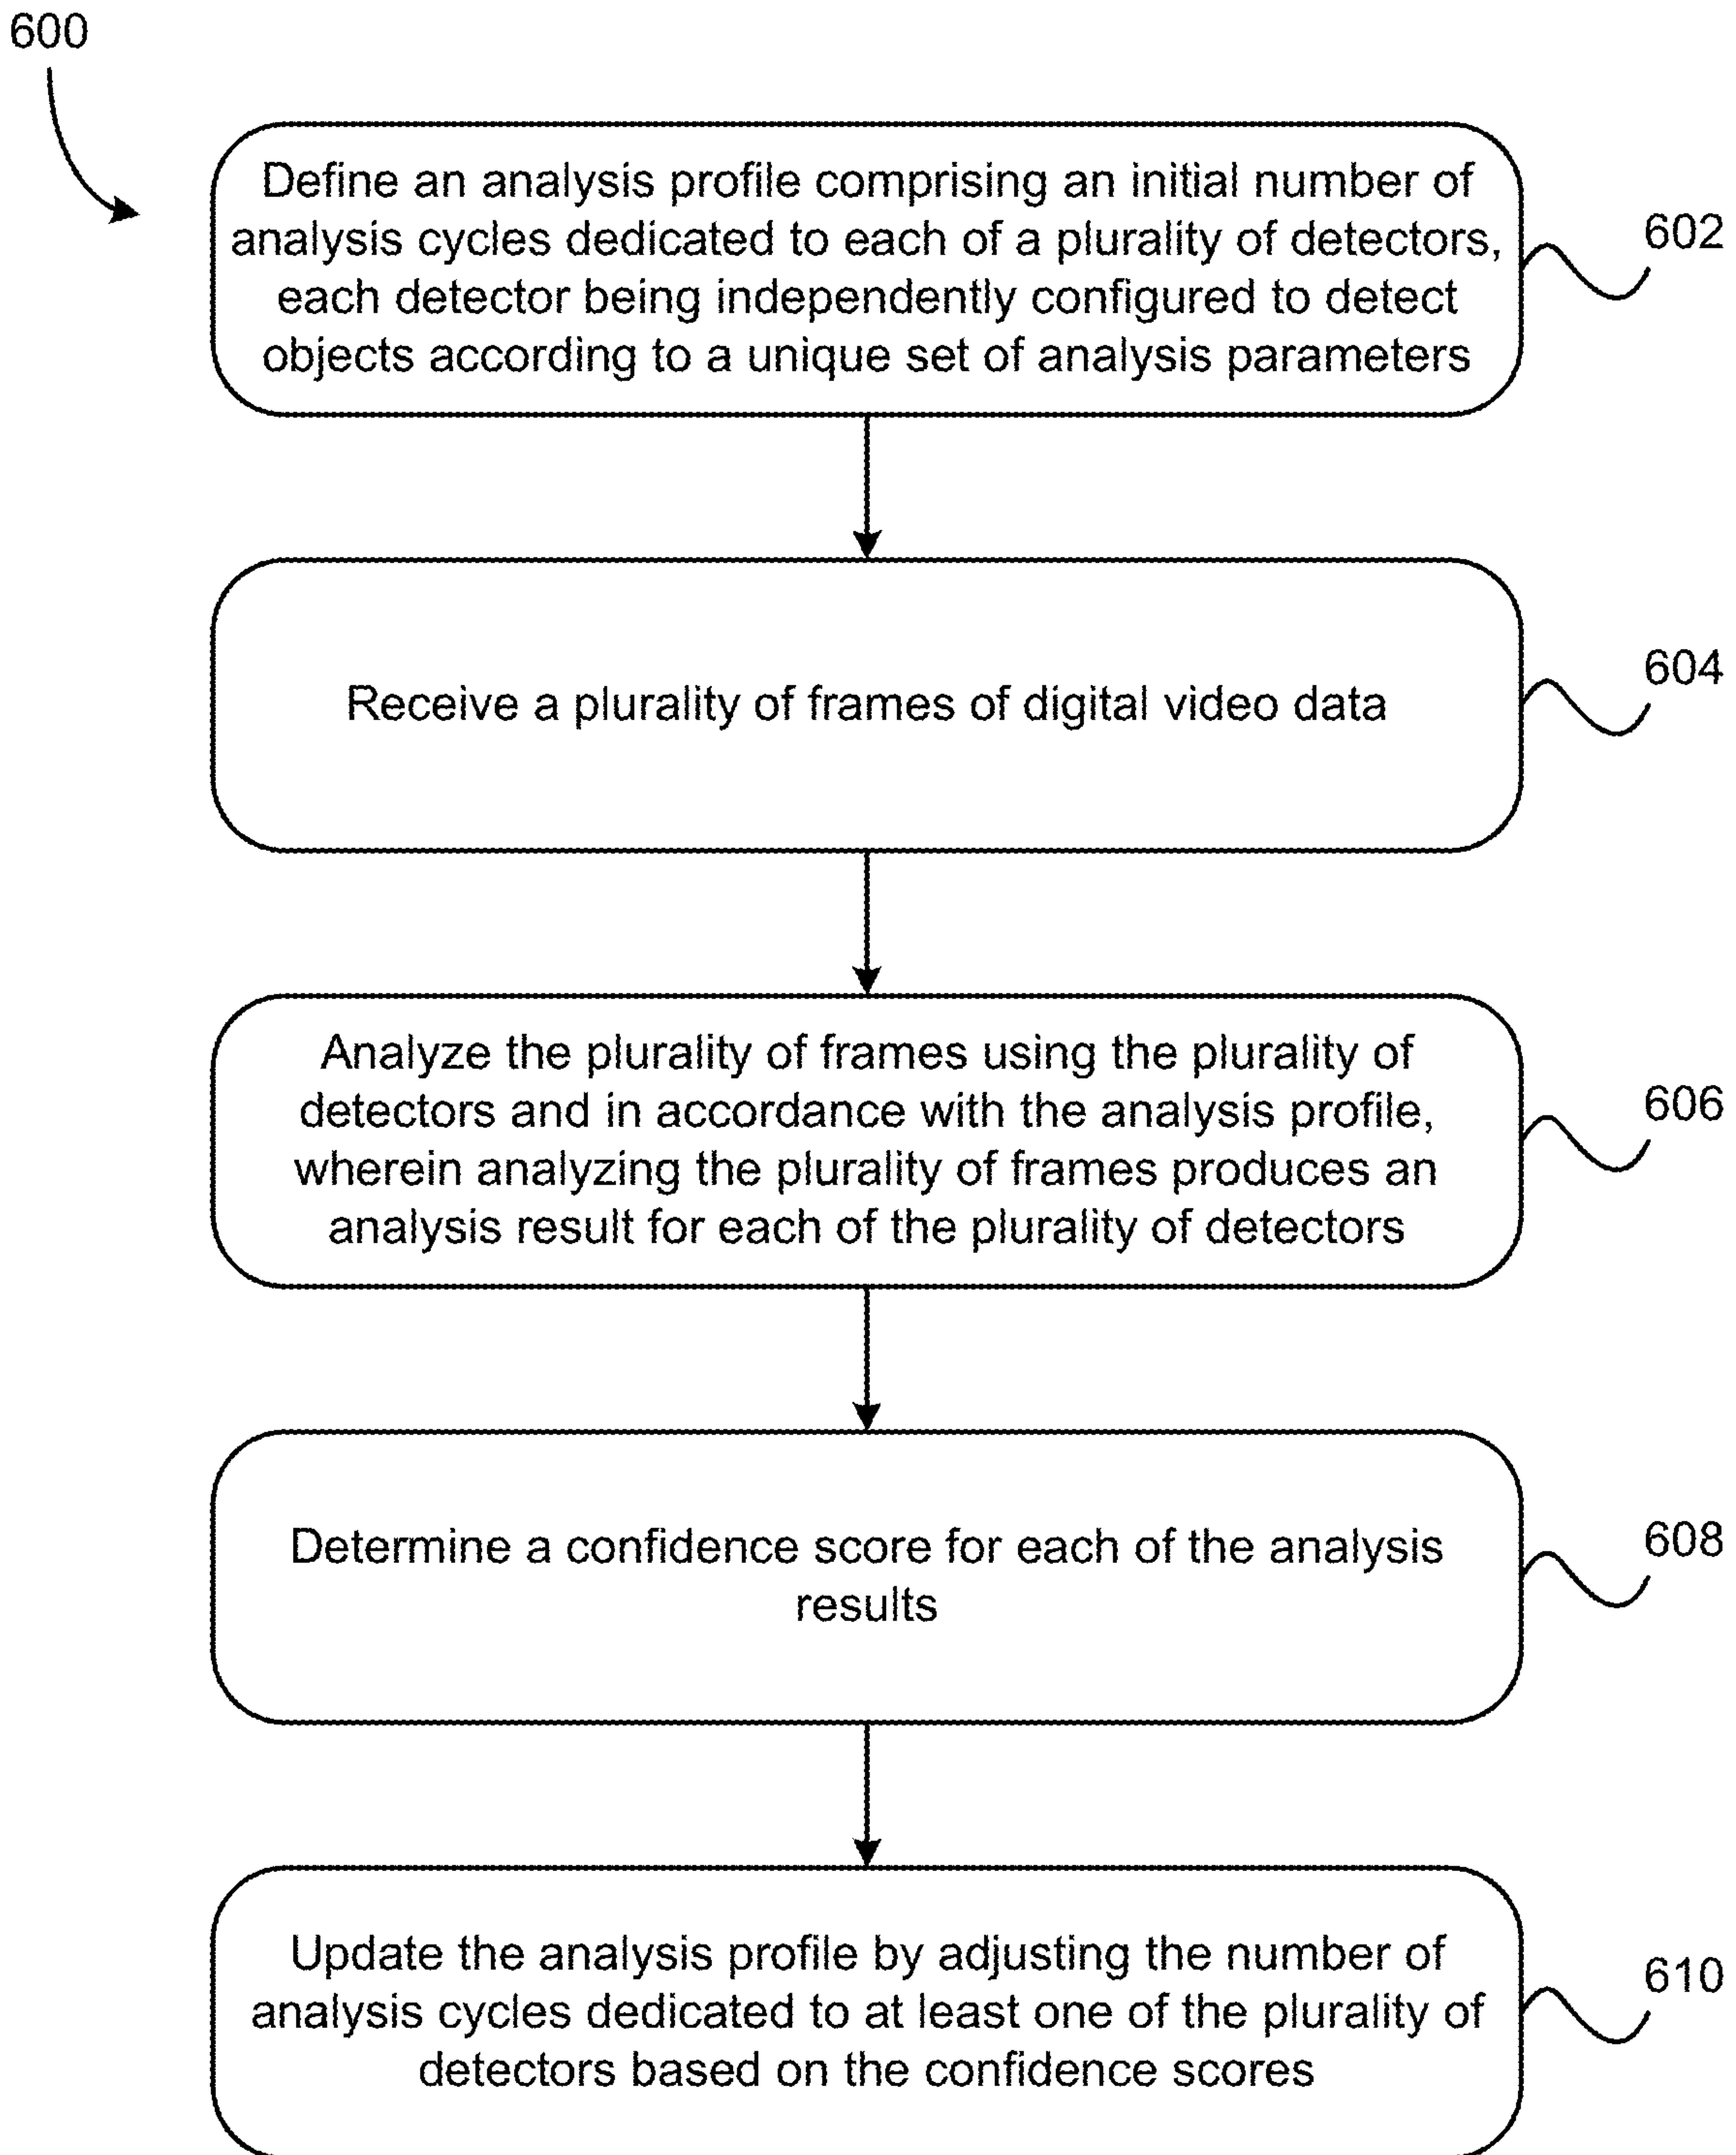 600
Define an analysis profile comprising an initial number of
analysis cycles dedicated to each of a plurality of detectors,
each detector being independently configured to detect
objects according to a unique set of analysis parameters
602
Receive a plurality of frames of digital video data
604
Analyze the plurality of frames using the plurality of
detectors and in accordance with the analysis profile,
wherein analyzing the plurality of frames produces an
analysis result for each of the plurality of detectors
606
Determine a confidence score for each of the analysis
results
608
Update the analysis profile by adjusting the number of
analysis cycles dedicated to at least one of the plurality of
detectors based on the confidence scores
610